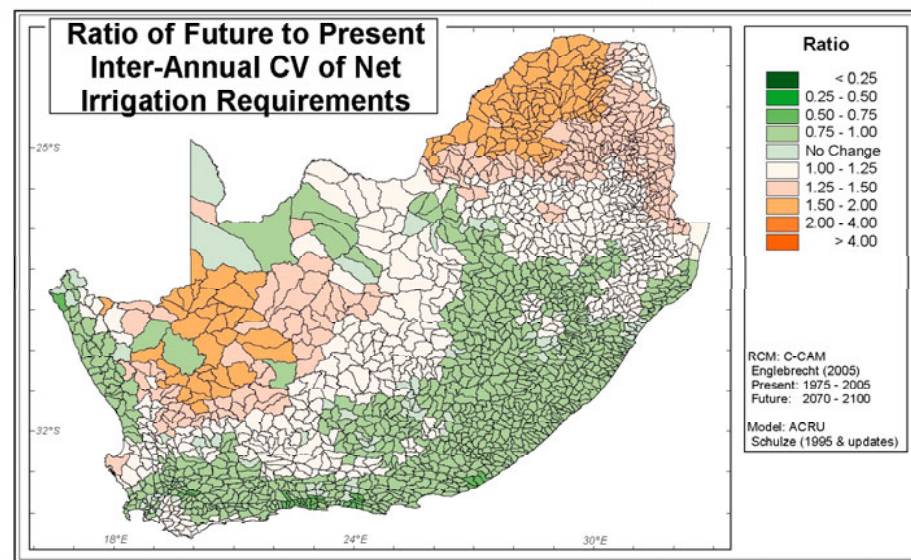 Ratio of Future to Present
Inter-Annual CV of Net
Irrigation Requirements
25°S
32°S
18°E
24°E
30°E
Ratio
< 0.25
0.25 - 0.50
0.50 - 0.75
0.75 - 1.00
No Change
1.00 - 1.25
1.25 - 1.50
1.50 - 2.00
2.00 - 4.00
> 4.00
RCM: C-CAM
Englebrecht (2005)
Present: 1975 - 2005
Future: 2070 - 2100
Model: ACRU
Schulze (1995 & updates)